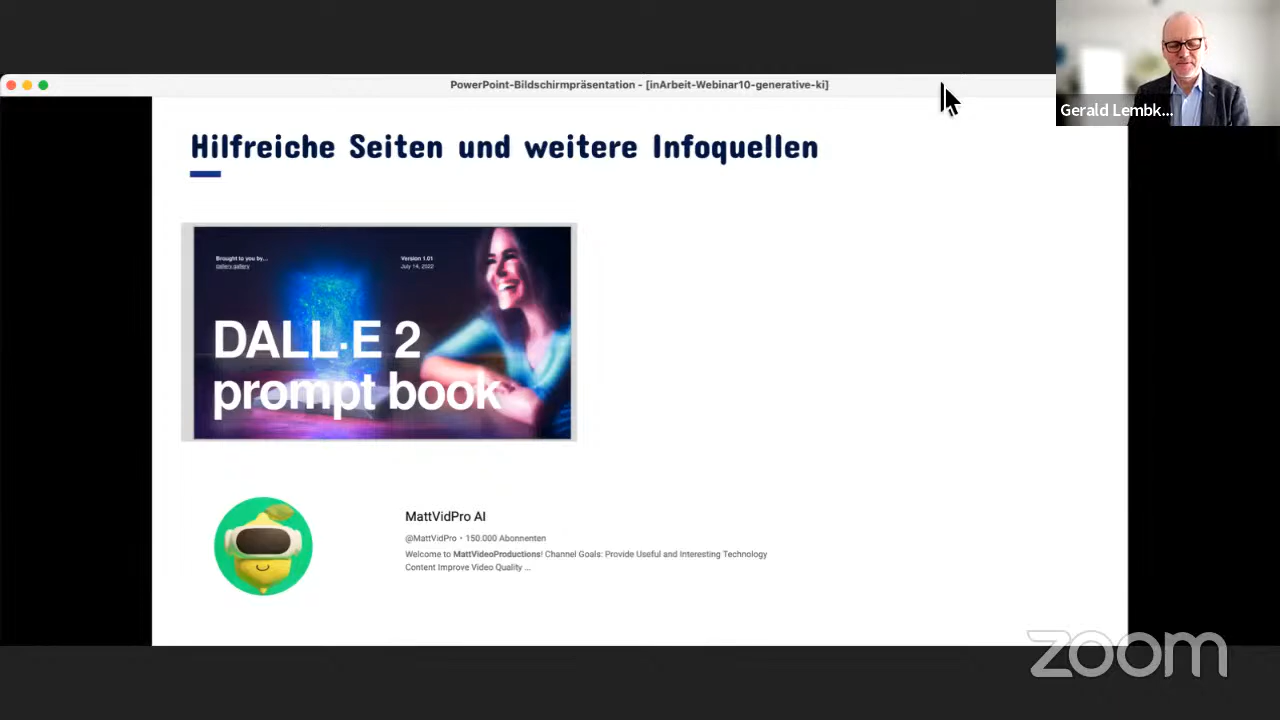 PowerPoint-Bildschirmpräsentation - [inArbeit-Webinar10-generative-ki]
Gerald Lembk...
Hilfreiche Seiten und weitere Infoquellen
Brought to you by...
dallery.gallery
Version 1.01
July 14, 2022
DALL·E 2
prompt book
MattVidPro AI
@MattVidPro • 150.000 Abonnenten
Welcome to MattVideoProductions! Channel Goals: Provide Useful and Interesting Technology
Content Improve Video Quality ...
zoom